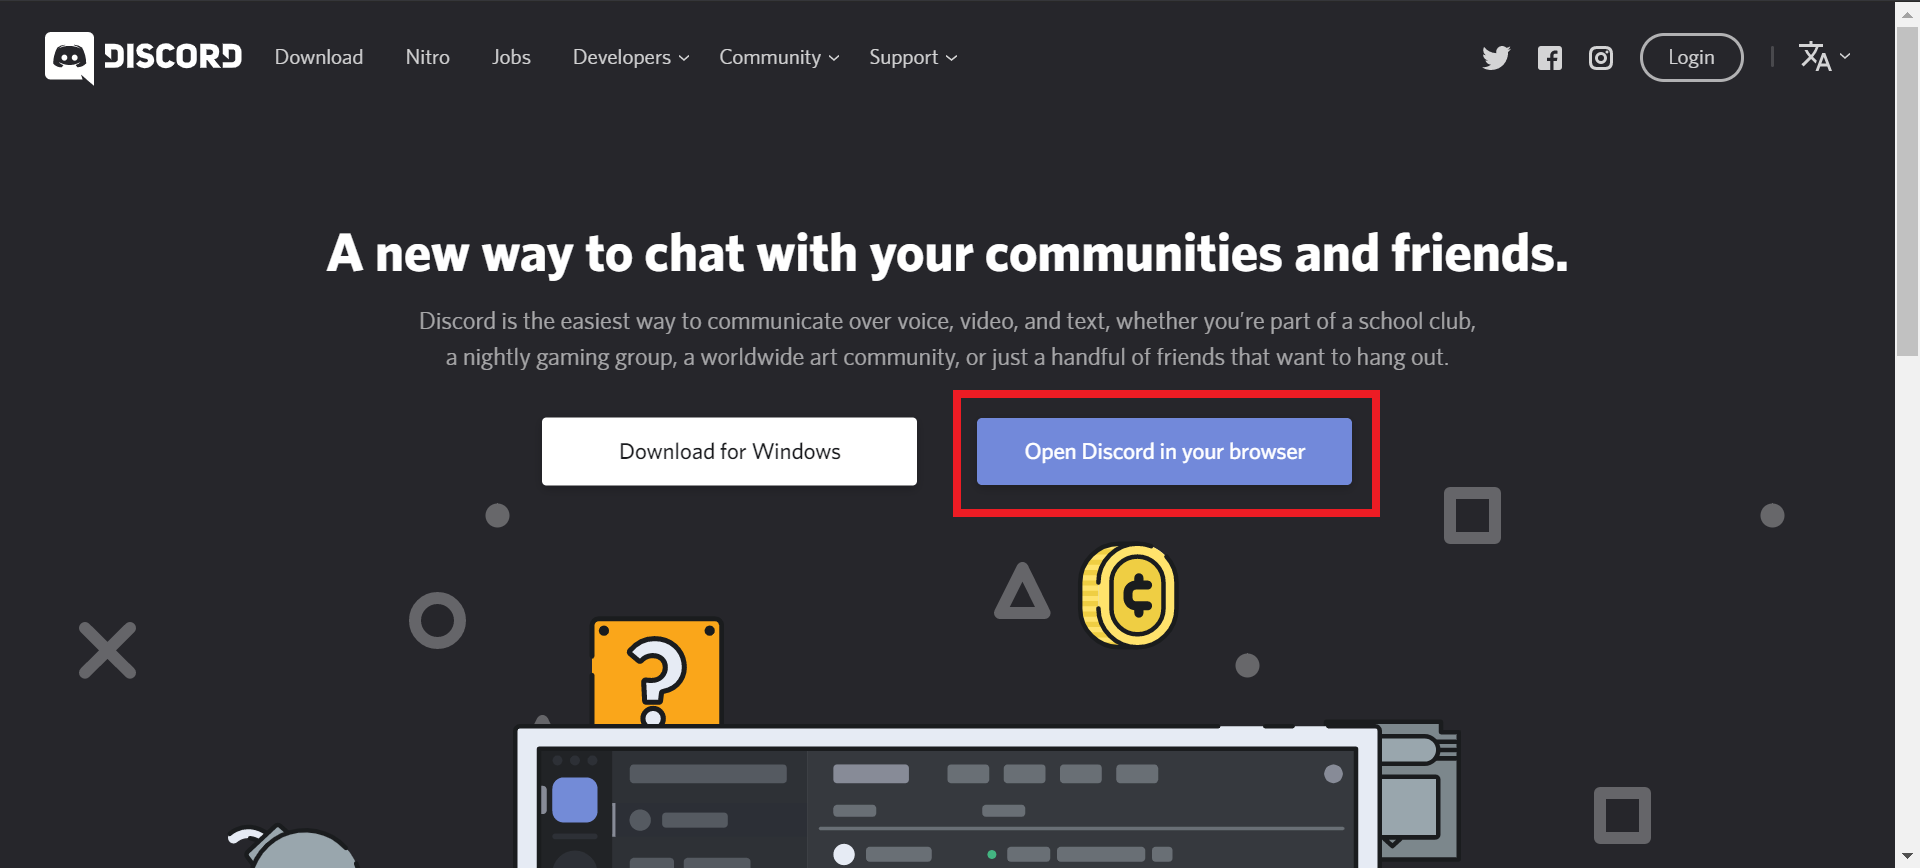 DISCORD Download Nitro Jobs Developers Community Support Login
A new way to chat with your communities and friends.
Discord is the easiest way to communicate over voice, video, and text, whether you’re part of a school club,
a nightly gaming group, a worldwide art community, or just a handful of friends that want to hang out.
Download for Windows Open Discord in your browser
?